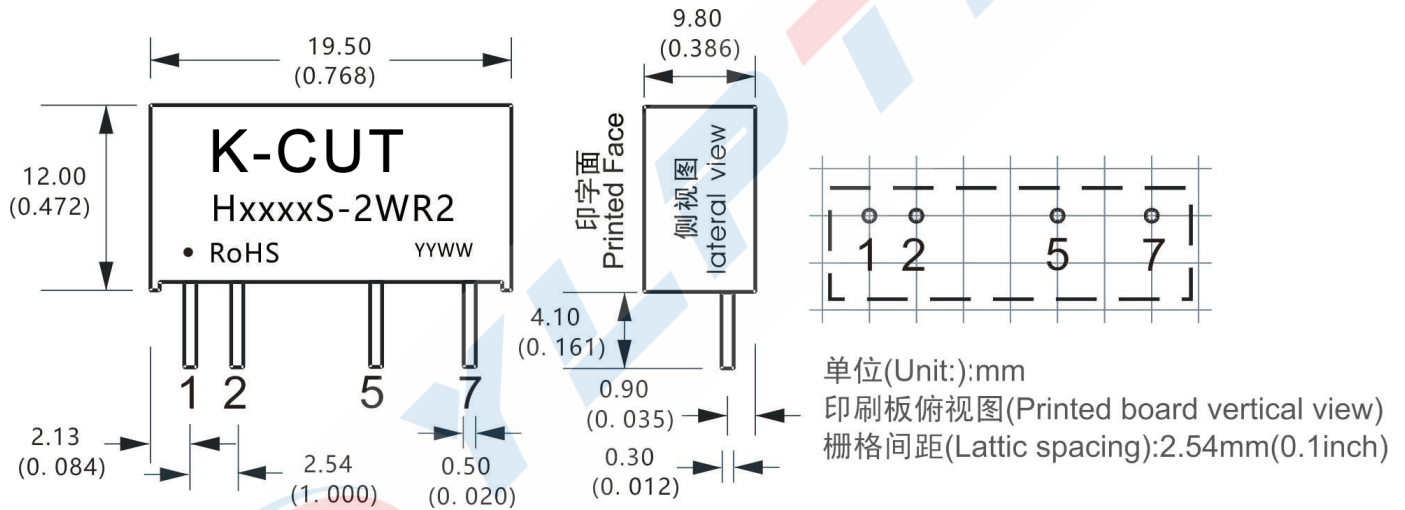 19.50
(0.768)
12.00
(0.472)
K-CUT
HxxxxS-2WR2
• RoHS YYWW
1 2 5 7
2.13
(0. 084)
2.54
(1. 000)
0.50
(0. 020)
9.80
(0.386)
印字面
Printed Face
侧视图
lateral view
4.10
(0. 161)
0.90
(0. 035)
0.30
(0. 012)
1 2 5 7
单位(Unit:):mm
印刷板俯视图(Printed board vertical view)
栅格间距(Lattic spacing):2.54mm(0.1inch)
YLPT